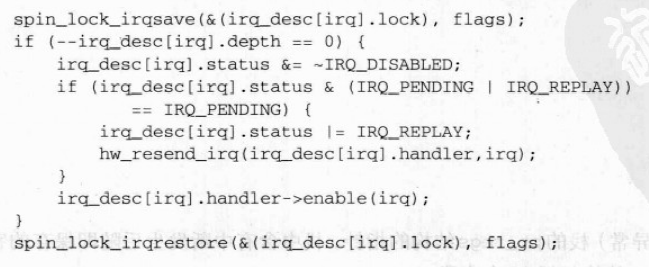 spin_lock_irqsave(&(irq_desc[irq].lock), flags);
if (--irq_desc[irq].depth == 0) {
    irq_desc[irq].status &= ~IRQ_DISABLED;
    if (irq_desc[irq].status & (IRQ_PENDING | IRQ_REPLAY))
            == IRQ_PENDING) {
        irq_desc[irq].status |= IRQ_REPLAY;
        hw_resend_irq(irq_desc[irq].handler,irq);
    }
    irq_desc[irq].handler->enable(irq);
}
spin_lock_irqrestore(&(irq_desc[irq].lock), flags);